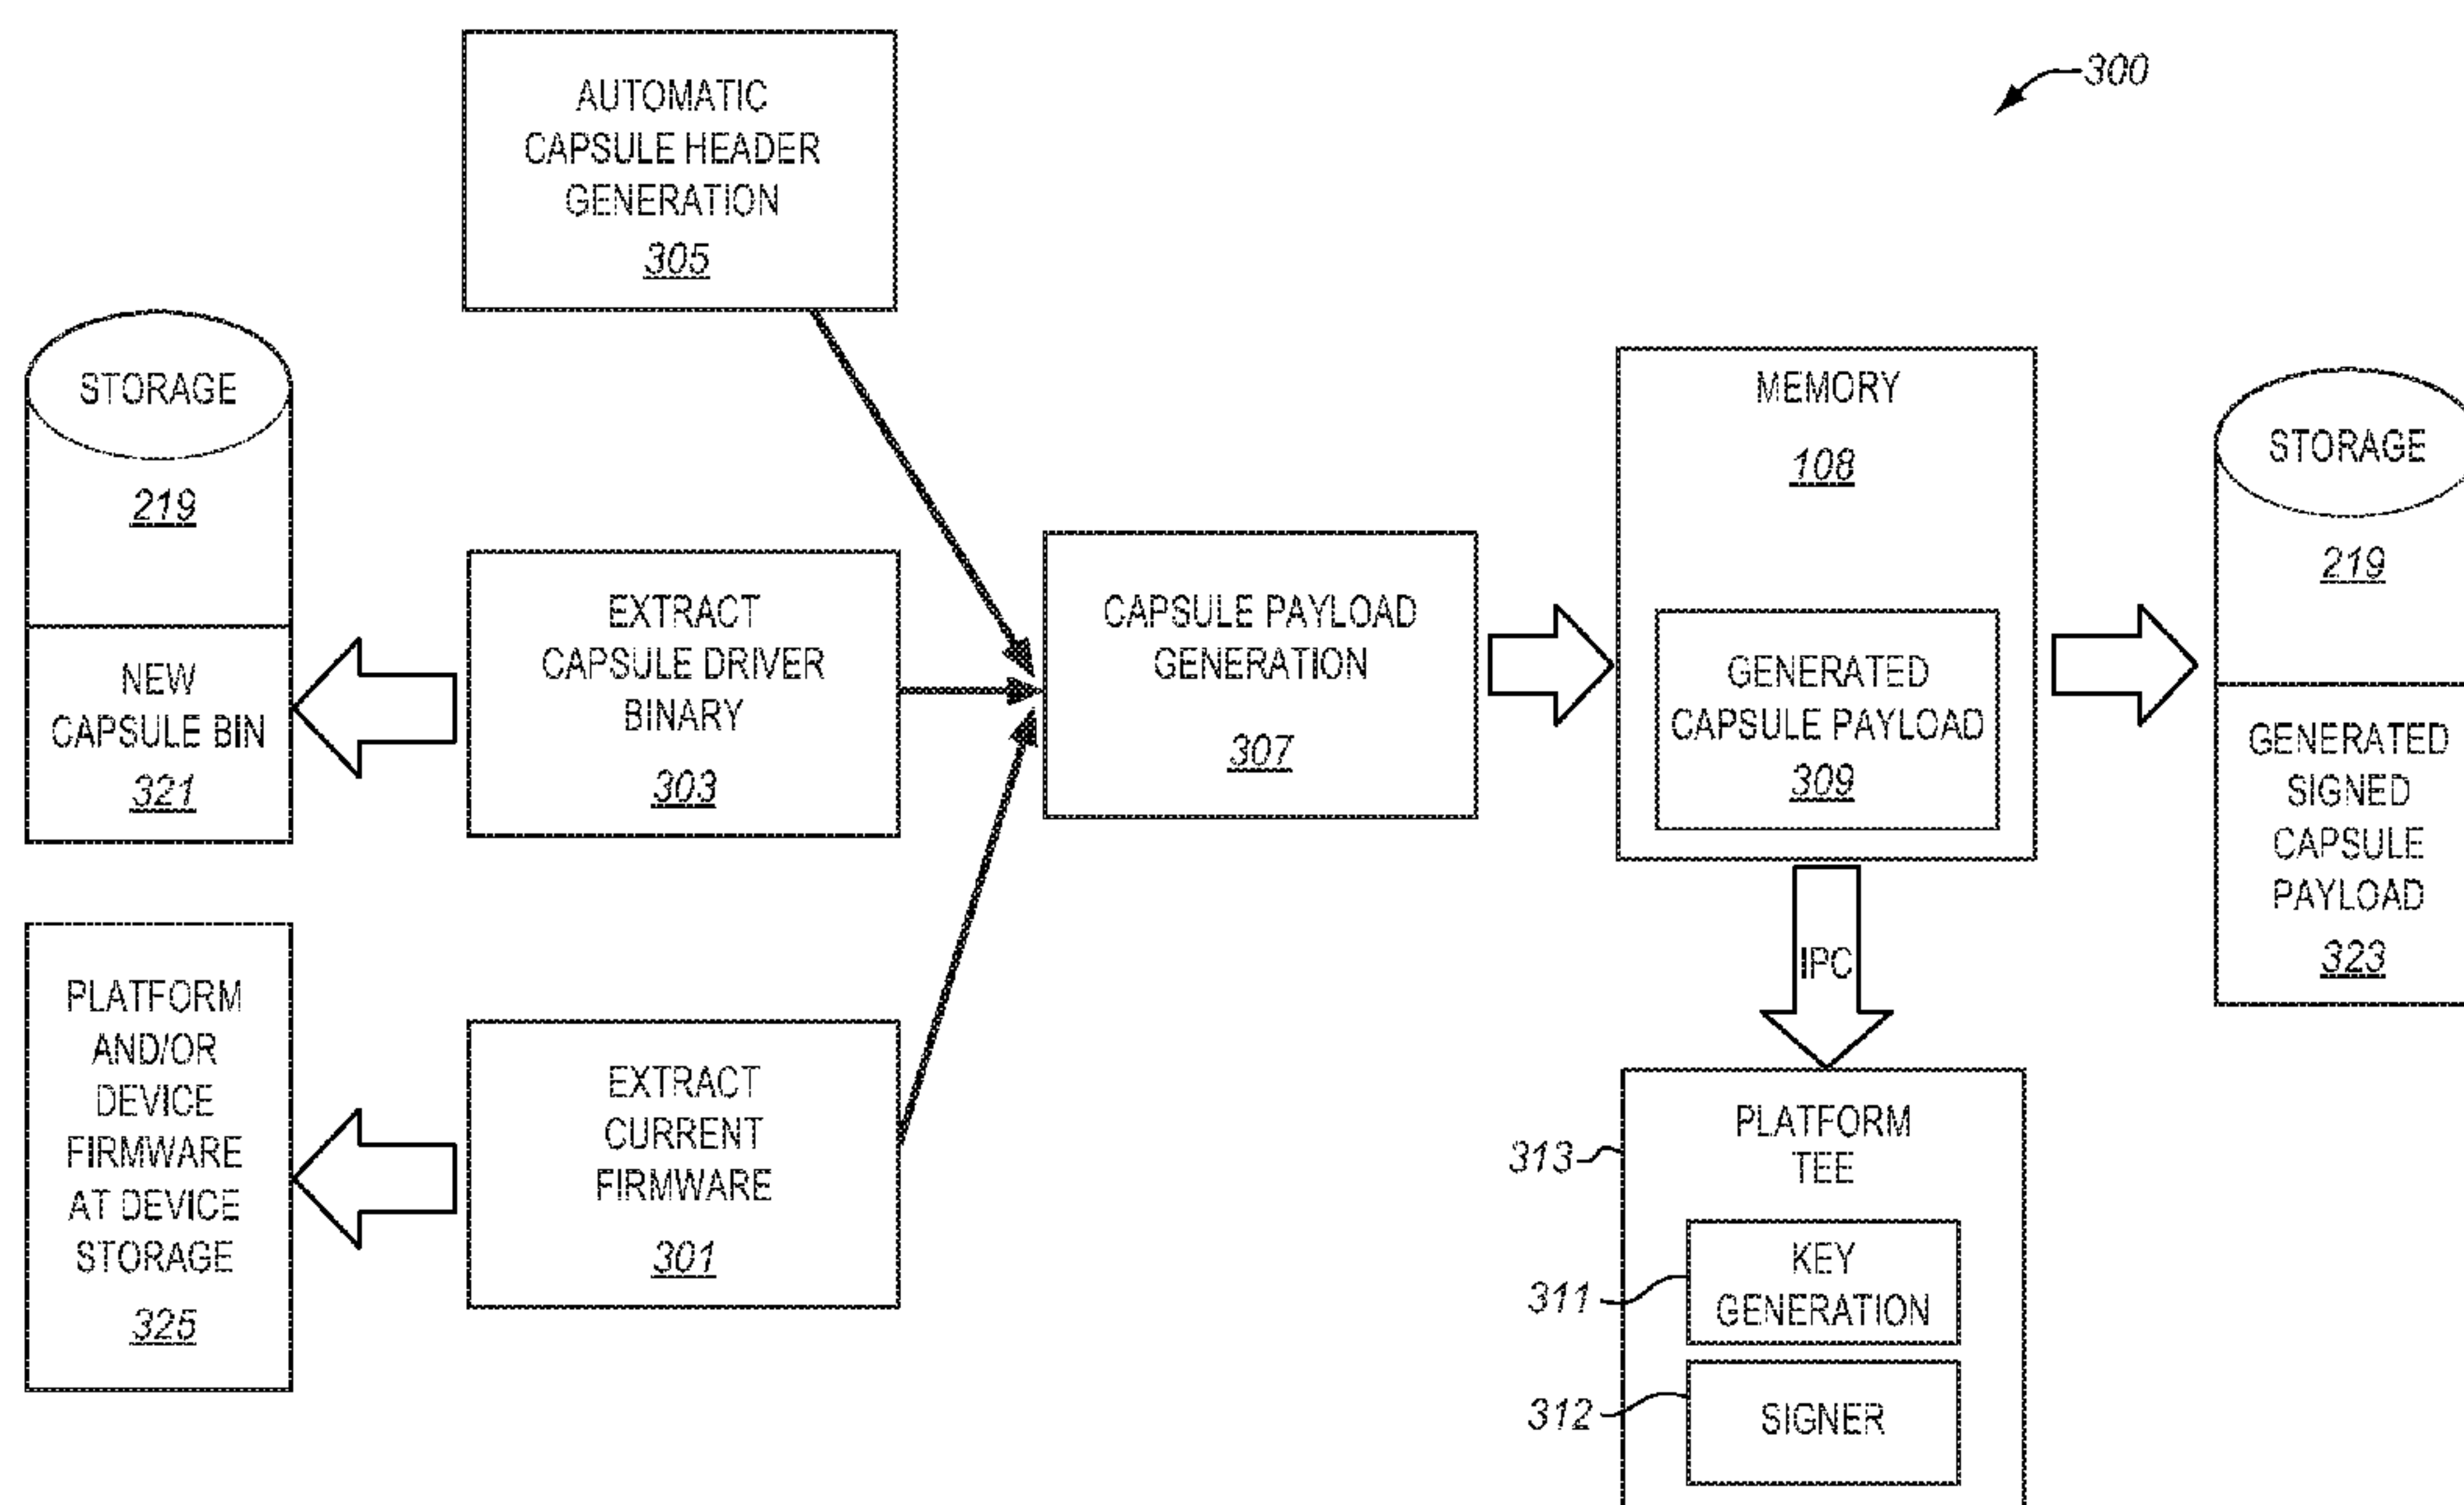 300
AUTOMATIC
CAPSULE HEADER
GENERATION
305
STORAGE
219
NEW
CAPSULE BIN
321
EXTRACT
CAPSULE DRIVER
BINARY
303
CAPSULE PAYLOAD
GENERATION
307
MEMORY
108
GENERATED
CAPSULE PAYLOAD
309
STORAGE
219
GENERATED
SIGNED
CAPSULE
PAYLOAD
323
PLATFORM
AND/OR
DEVICE
FIRMWARE
AT DEVICE
STORAGE
325
EXTRACT
CURRENT
FIRMWARE
301
IPC
313
PLATFORM
TEE
311
KEY
GENERATION
312
SIGNER